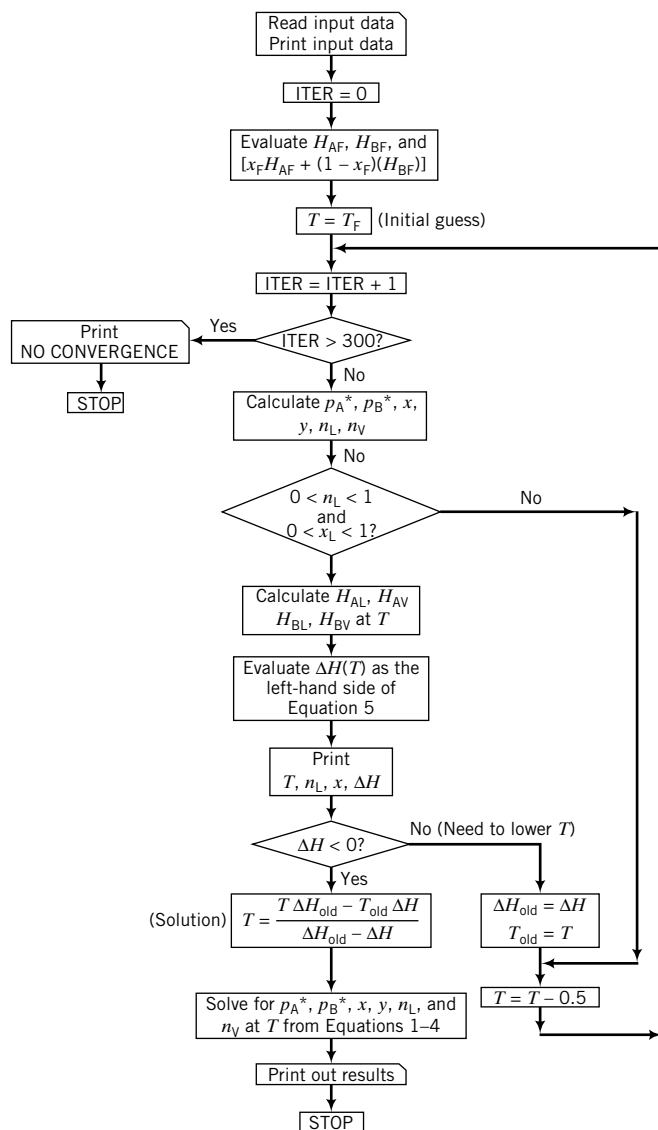 Read input data
Print input data
ITER = 0
Evaluate H_AF, H_BF, and
[x_F H_AF + (1 – x_F)(H_BF)]
T = T_F (Initial guess)
ITER = ITER + 1
ITER > 300?
Yes
Print
NO CONVERGENCE
STOP
No
Calculate p_A*, p_B*, x,
y, n_L, n_V
No
0 < n_L < 1
and
0 < x_L < 1?
No
Calculate H_AL, H_AV
H_BL, H_BV at T
Evaluate ΔH(T) as the
left-hand side of
Equation 5
Print
T, n_L, x, ΔH
ΔH < 0?
No (Need to lower T)
Yes
(Solution) T = (T ΔH_old – T_old ΔH) / (ΔH_old – ΔH)
ΔH_old = ΔH
T_old = T
T = T – 0.5
Solve for p_A*, p_B*, x, y, n_L, and
n_V at T from Equations 1–4
Print out results
STOP